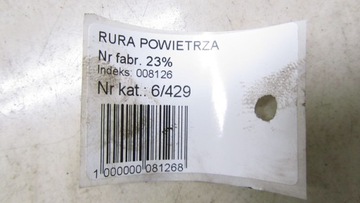 RURA POWIETRZA
Nr fabr. 23%
Indeks: 008126
Nr kat.: 6/429
1 000000 081268